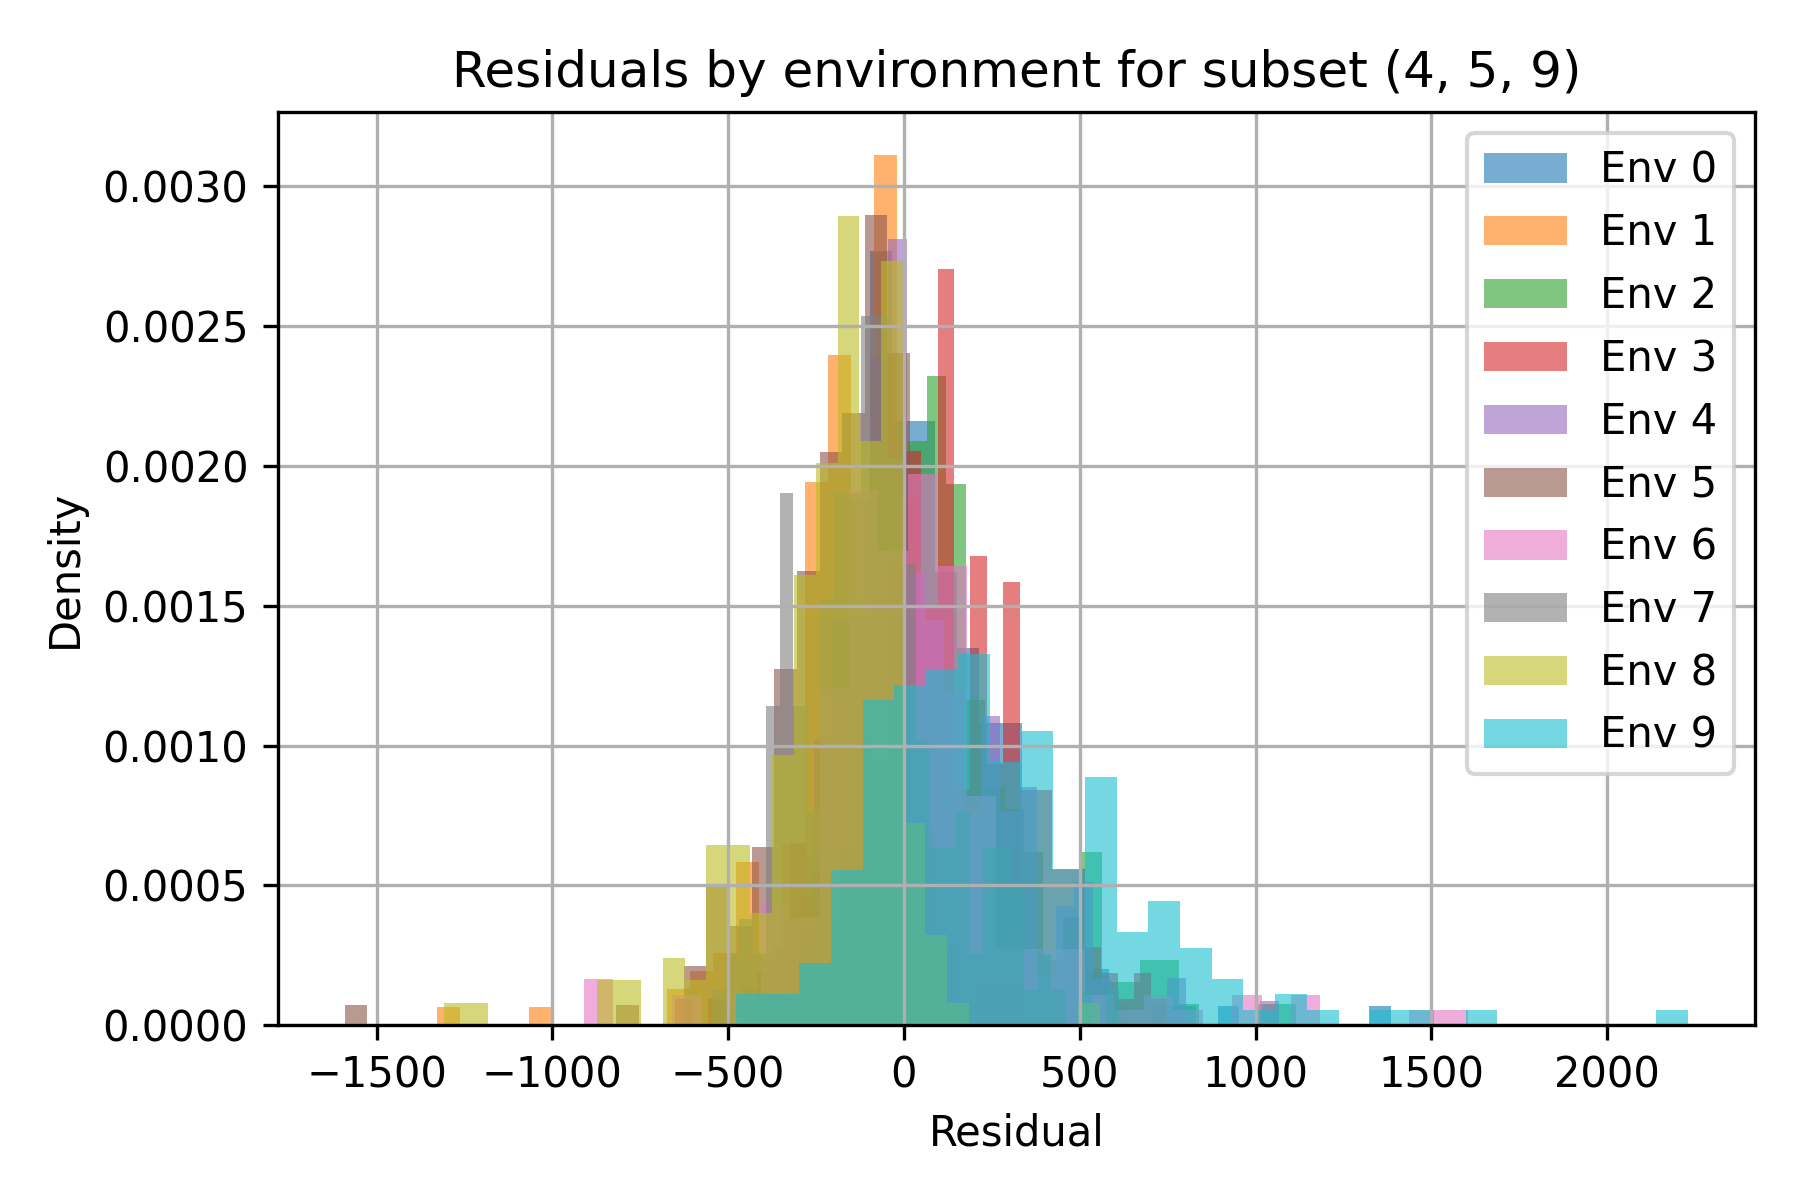 Residuals by environment for subset (4, 5, 9)
Density
0.0030
0.0025
0.0020
0.0015
0.0010
0.0005
0.0000
−1500 −1000 −500 0 500 1000 1500 2000
Residual
Env 0
Env 1
Env 2
Env 3
Env 4
Env 5
Env 6
Env 7
Env 8
Env 9